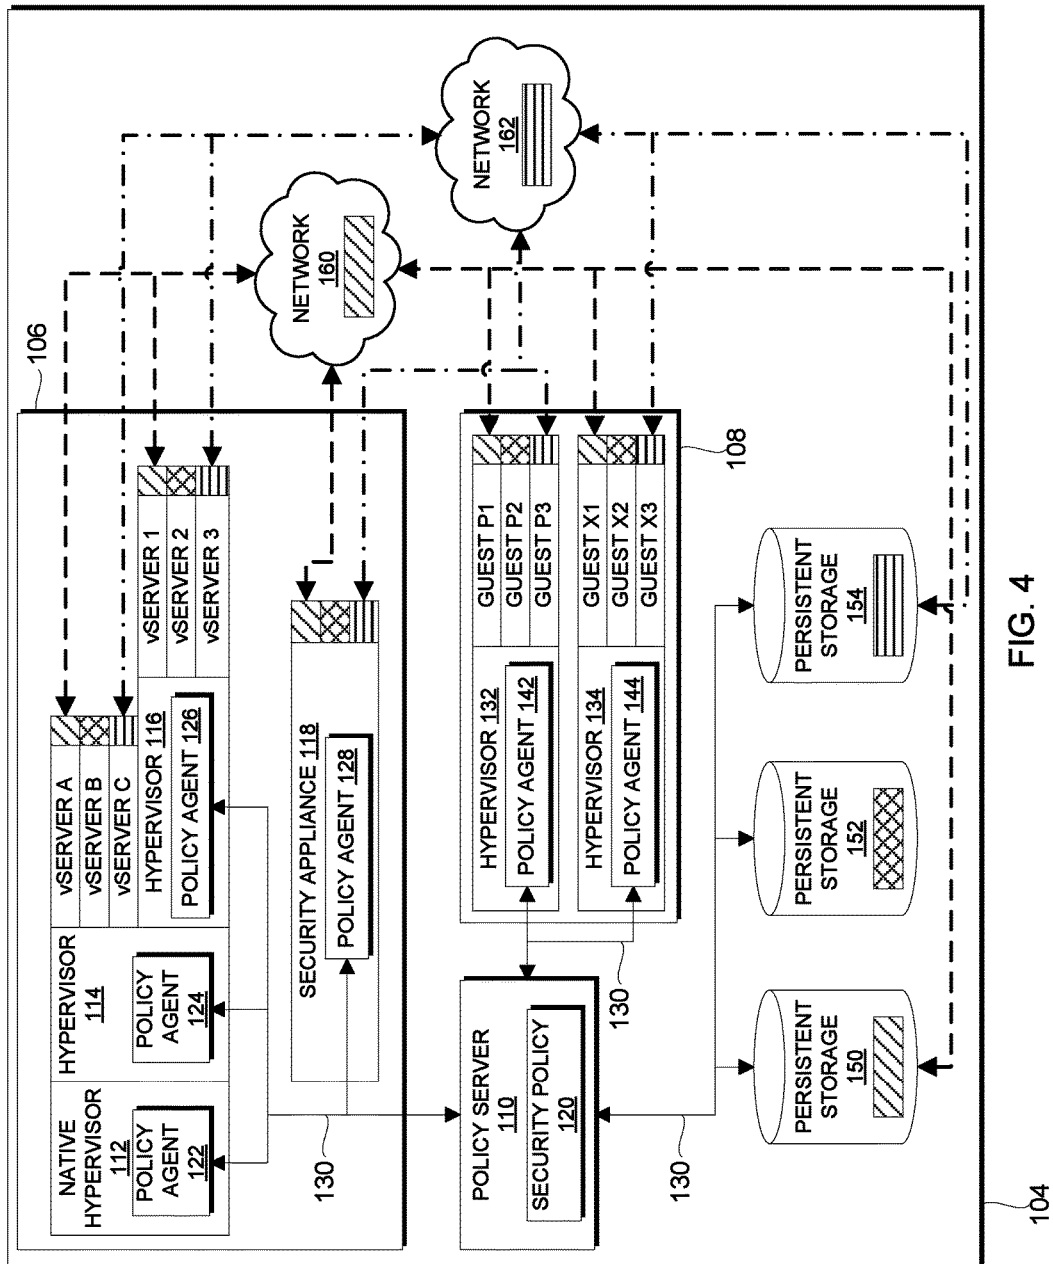 106
NATIVE
HYPERVISOR
112
POLICY
AGENT
122
HYPERVISOR
114
POLICY
AGENT
124
vSERVER A
vSERVER B
vSERVER C
HYPERVISOR 116
POLICY AGENT 126
vSERVER 1
vSERVER 2
vSERVER 3
SECURITY APPLIANCE 118
POLICY AGENT 128
130
NETWORK
160
NETWORK
162
POLICY SERVER
110
SECURITY POLICY
120
130
HYPERVISOR 132
POLICY AGENT 142
GUEST P1
GUEST P2
GUEST P3
HYPERVISOR 134
POLICY AGENT 144
GUEST X1
GUEST X2
GUEST X3
108
130
PERSISTENT
STORAGE
150
PERSISTENT
STORAGE
152
PERSISTENT
STORAGE
154
104
FIG. 4